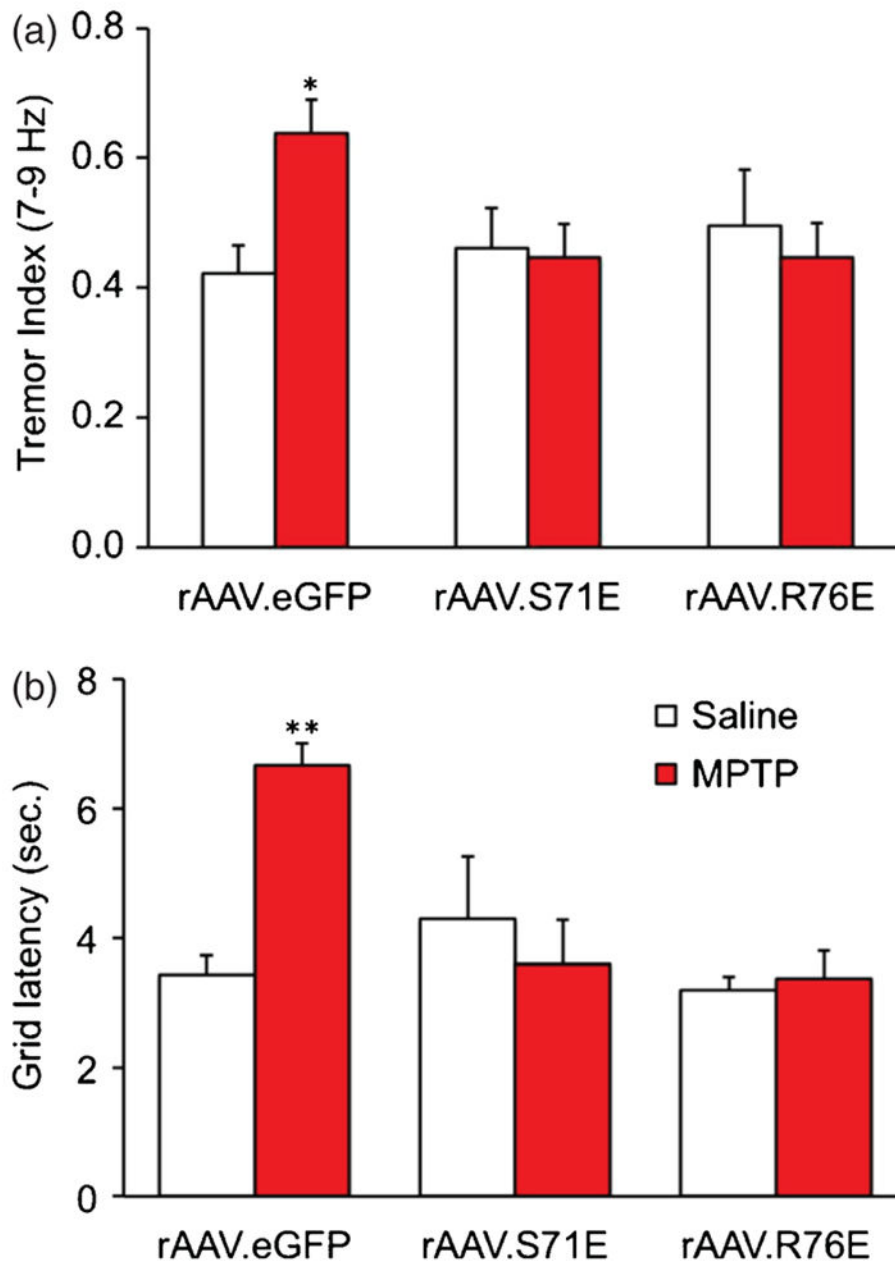 (a)
Tremor Index (7-9 Hz)
0.8
0.6
0.4
0.2
0.0
*
rAAV.eGFP rAAV.S71E rAAV.R76E
(b)
Grid latency (sec.)
8
6
4
2
0
**
Saline
MPTP
rAAV.eGFP rAAV.S71E rAAV.R76E